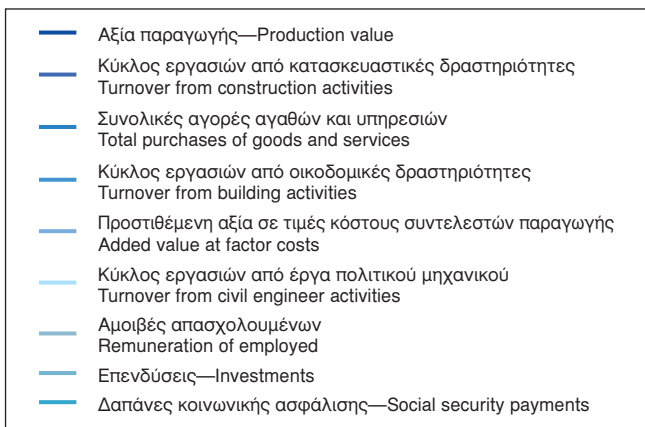 Αξία παραγωγής—Production value
Κύκλος εργασιών από κατασκευαστικές δραστηριότητες
Turnover from construction activities
Συνολικές αγορές αγαθών και υπηρεσιών
Total purchases of goods and services
Κύκλος εργασιών από οικοδομικές δραστηριότητες
Turnover from building activities
Προστιθέμενη αξία σε τιμές κόστους συντελεστών παραγωγής
Added value at factor costs
Κύκλος εργασιών από έργα πολιτικού μηχανικού
Turnover from civil engineer activities
Αμοιβές απασχολουμένων
Remuneration of employed
Επενδύσεις—Investments
Δαπάνες κοινωνικής ασφάλισης—Social security payments